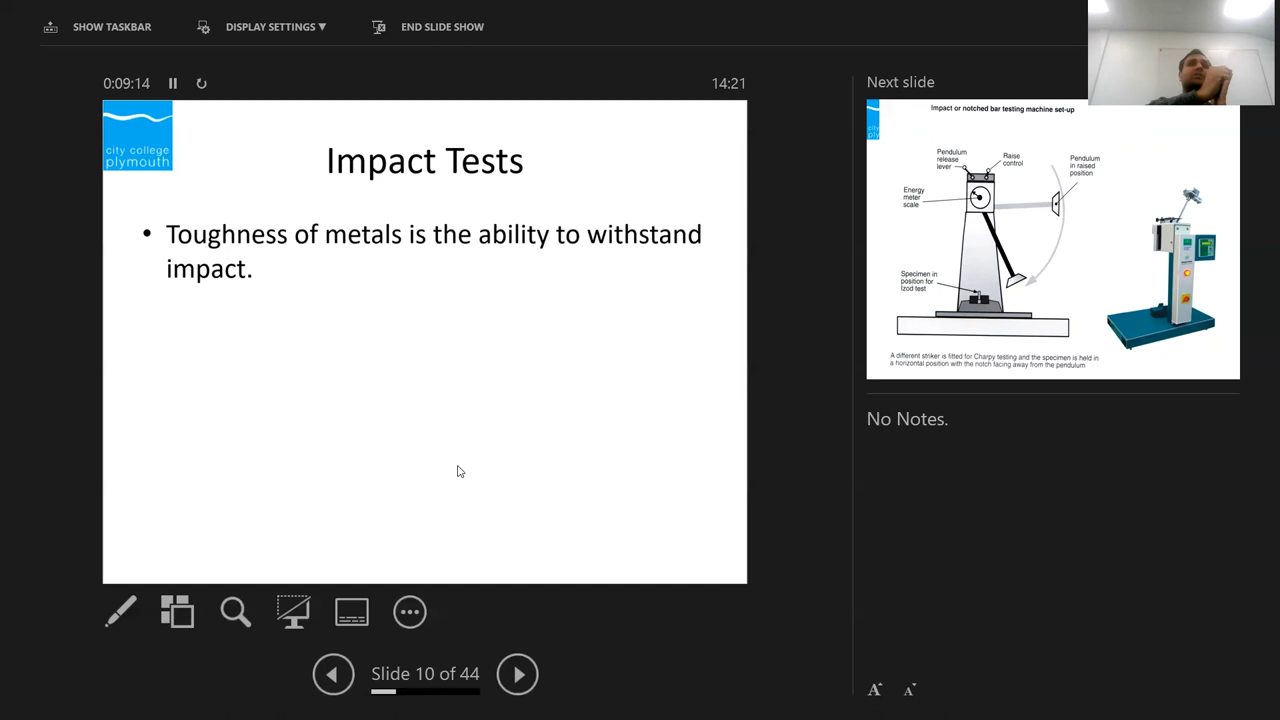 SHOW TASKBAR
DISPLAY SETTINGS ▼
END SLIDE SHOW
0:09:14
14:21
city college
plymouth
Impact Tests
• Toughness of metals is the ability to withstand
impact.
Slide 10 of 44
Next slide
Impact or notched bar testing machine set-up
Pendulum
release
lever
Raise
control
Pendulum
in raised
position
Energy
meter
scale
Specimen in
position for
Izod test
A different striker is fitted for Charpy testing and the specimen is held in
a horizontal position with the notch facing away from the pendulum
No Notes.
A
A